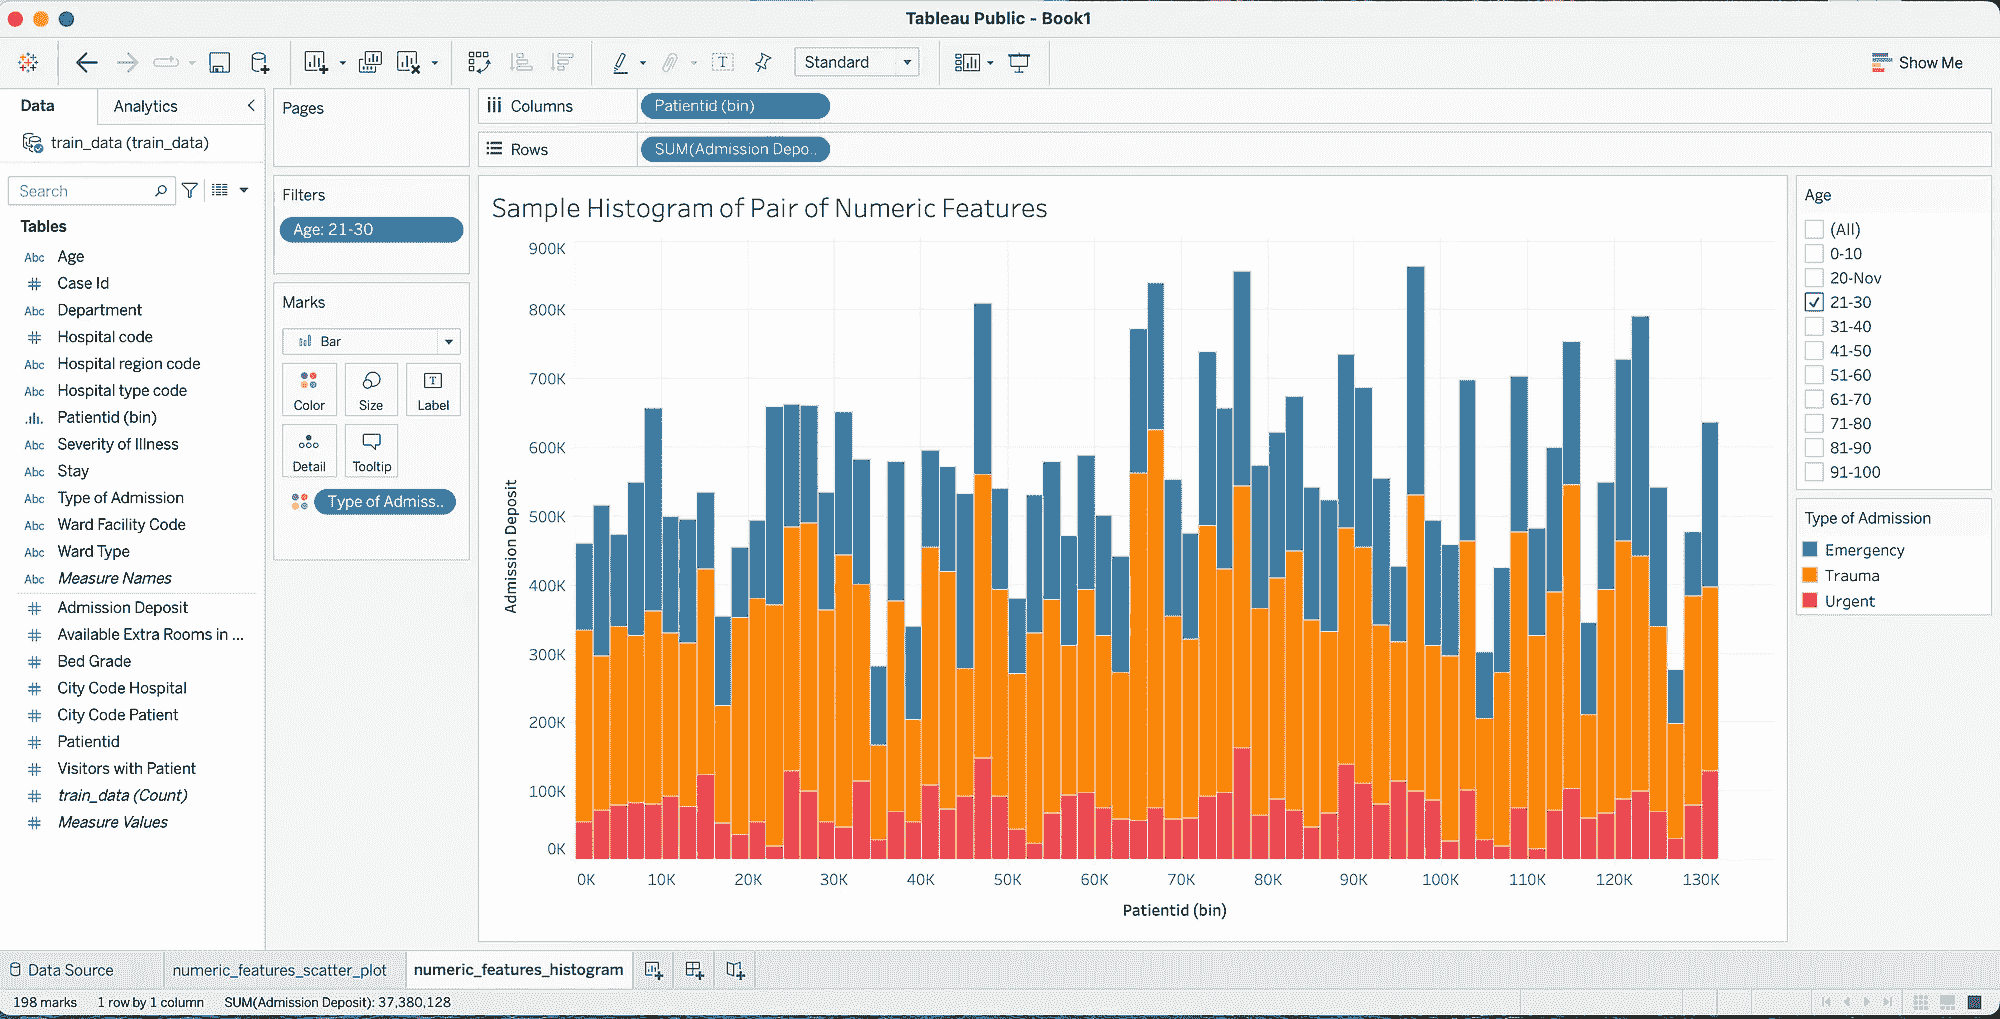 Tableau Public - Book1
Standard
Show Me
Data
Analytics
train_data (train_data)
Search
Tables
Abc Age
# Case Id
Abc Department
# Hospital code
Abc Hospital region code
Abc Hospital type code
Patientid (bin)
Abc Severity of Illness
Abc Stay
Abc Type of Admission
Abc Ward Facility Code
Abc Ward Type
Abc Measure Names
# Admission Deposit
# Available Extra Rooms in ...
# Bed Grade
# City Code Hospital
# City Code Patient
# Patientid
# Visitors with Patient
# train_data (Count)
# Measure Values
Pages
Filters
Age: 21-30
Marks
Bar
Color
Size
T
Label
Detail
Tooltip
Type of Admiss..
Columns
Patientid (bin)
Rows
SUM(Admission Depo..
Sample Histogram of Pair of Numeric Features
900K
800K
700K
600K
500K
400K
300K
200K
100K
0K
Admission Deposit
0K 10K 20K 30K 40K 50K 60K 70K 80K 90K 100K 110K 120K 130K
Patientid (bin)
Age
(All)
0-10
20-Nov
21-30
31-40
41-50
51-60
61-70
71-80
81-90
91-100
Type of Admission
Emergency
Trauma
Urgent
Data Source
numeric_features_scatter_plot
numeric_features_histogram
198 marks 1 row by 1 column SUM(Admission Deposit): 37,380,128